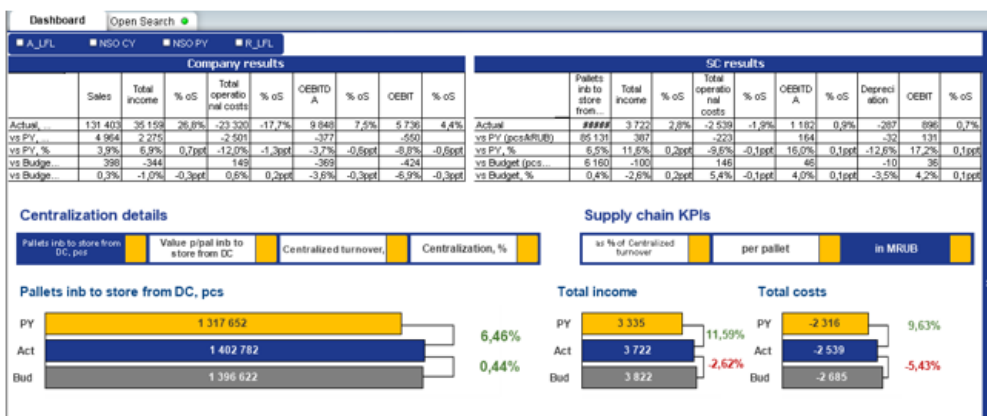 Dashboard Open Search
A_LFL NSO CY NSO PY R_LFL
Company results
Sales Total income % oS Total operatio nal costs % oS OEBITD A % oS OEBIT % oS
Actual, ... 131 403 35 159 26,8% -23 320 -17,7% 9 848 7,5% 5 736 4,4%
vs PY, ... 4 964 2 275 -2 501 -377 -550
vs PY, % 3,9% 6,9% 0,7ppt -12,0% -1,3ppt -3,7% -0,6ppt -8,8% -0,6ppt
vs Budge... 398 -344 149 -369 -424
vs Budge... 0,3% -1,0% -0,3ppt 0,6% 0,2ppt -3,6% -0,3ppt -6,9% -0,3ppt
SC results
Pallets inb to store from... Total income % oS Total operatio nal costs % oS OEBITD A % oS Depreci ation OEBIT % oS
Actual ##### 3 722 2,8% -2 539 -1,9% 1 182 0,9% -287 896 0,7%
vs PY (pcs&RUB) 85 131 387 -223 164 -32 131
vs PY, % 6,5% 11,6% 0,2ppt -9,6% -0,1ppt 16,0% 0,1ppt -12,6% 17,2% 0,1ppt
vs Budget (pcs... 6 160 -100 146 46 -10 36
vs Budget, % 0,4% -2,6% 0,2ppt 5,4% -0,1ppt 4,0% 0,1ppt -3,5% 4,2% 0,1ppt
Centralization details
Pallets inb to store from DC, pcs
Value p/pal inb to store from DC
Centralized turnover,
Centralization, %
Supply chain KPIs
as % of Centralized turnover
per pallet
in MRUB
Pallets inb to store from DC, pcs
PY 1 317 652
Act 1 402 782
Bud 1 396 622
6,46%
0,44%
Total income
PY 3 335
Act 3 722
Bud 3 822
11,59%
-2,62%
Total costs
PY -2 316
Act -2 539
Bud -2 685
9,63%
-5,43%